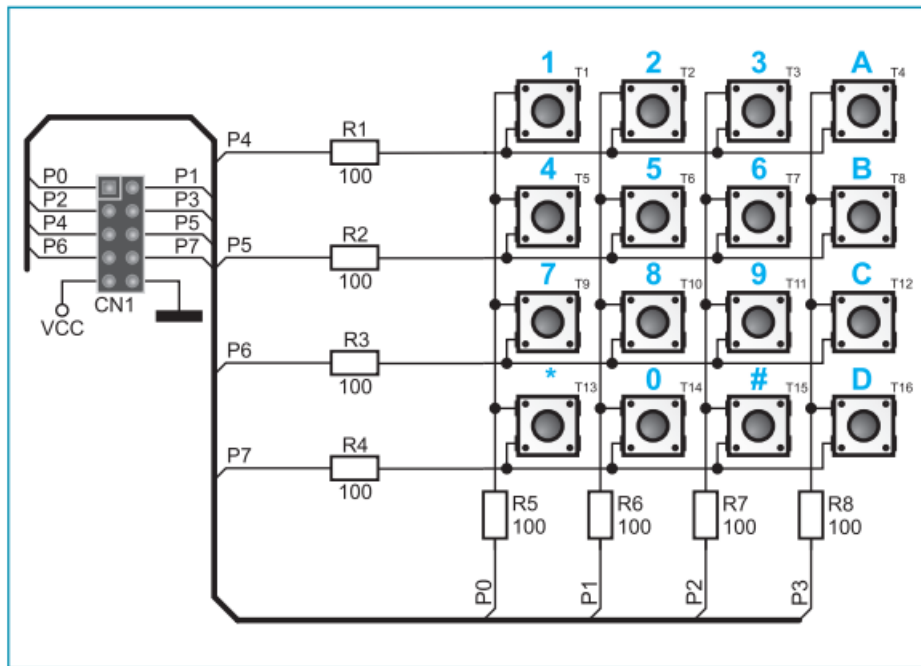 1 2 3 A
T1 T2 T3 T4
P4 R1
100
P0 P1
4 5 6 B
P2 P3
T5 T6 T7 T8
P4 P5
P6 P7 P5 R2
100
CN1
VCC
7 8 9 C
T9 T10 T11 T12
P6 R3
100
* 0 # D
T13 T14 T15 T16
P7 R4
100
R5 R6 R7 R8
100 100 100 100
P0 P1 P2 P3